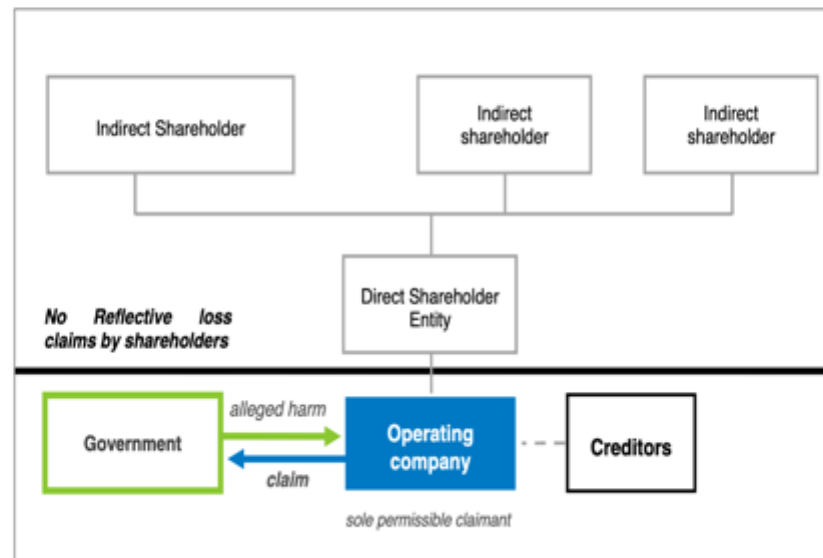 Indirect Shareholder
Indirect
shareholder
Indirect
shareholder
Direct Shareholder
Entity
No Reflective loss
claims by shareholders
Government
alleged harm
claim
Operating
company
Creditors
sole permissible claimant